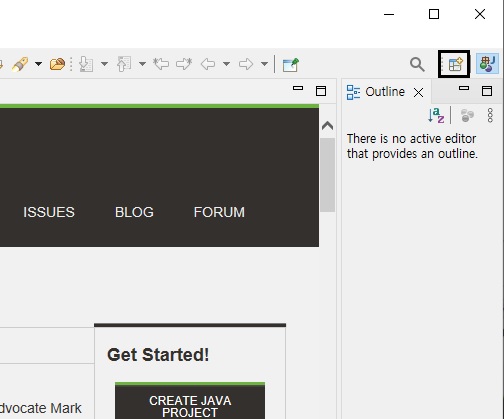 Outline
There is no active editor
that provides an outline.
ISSUES BLOG FORUM
Get Started!
CREATE JAVA
PROJECT
dvocate Mark